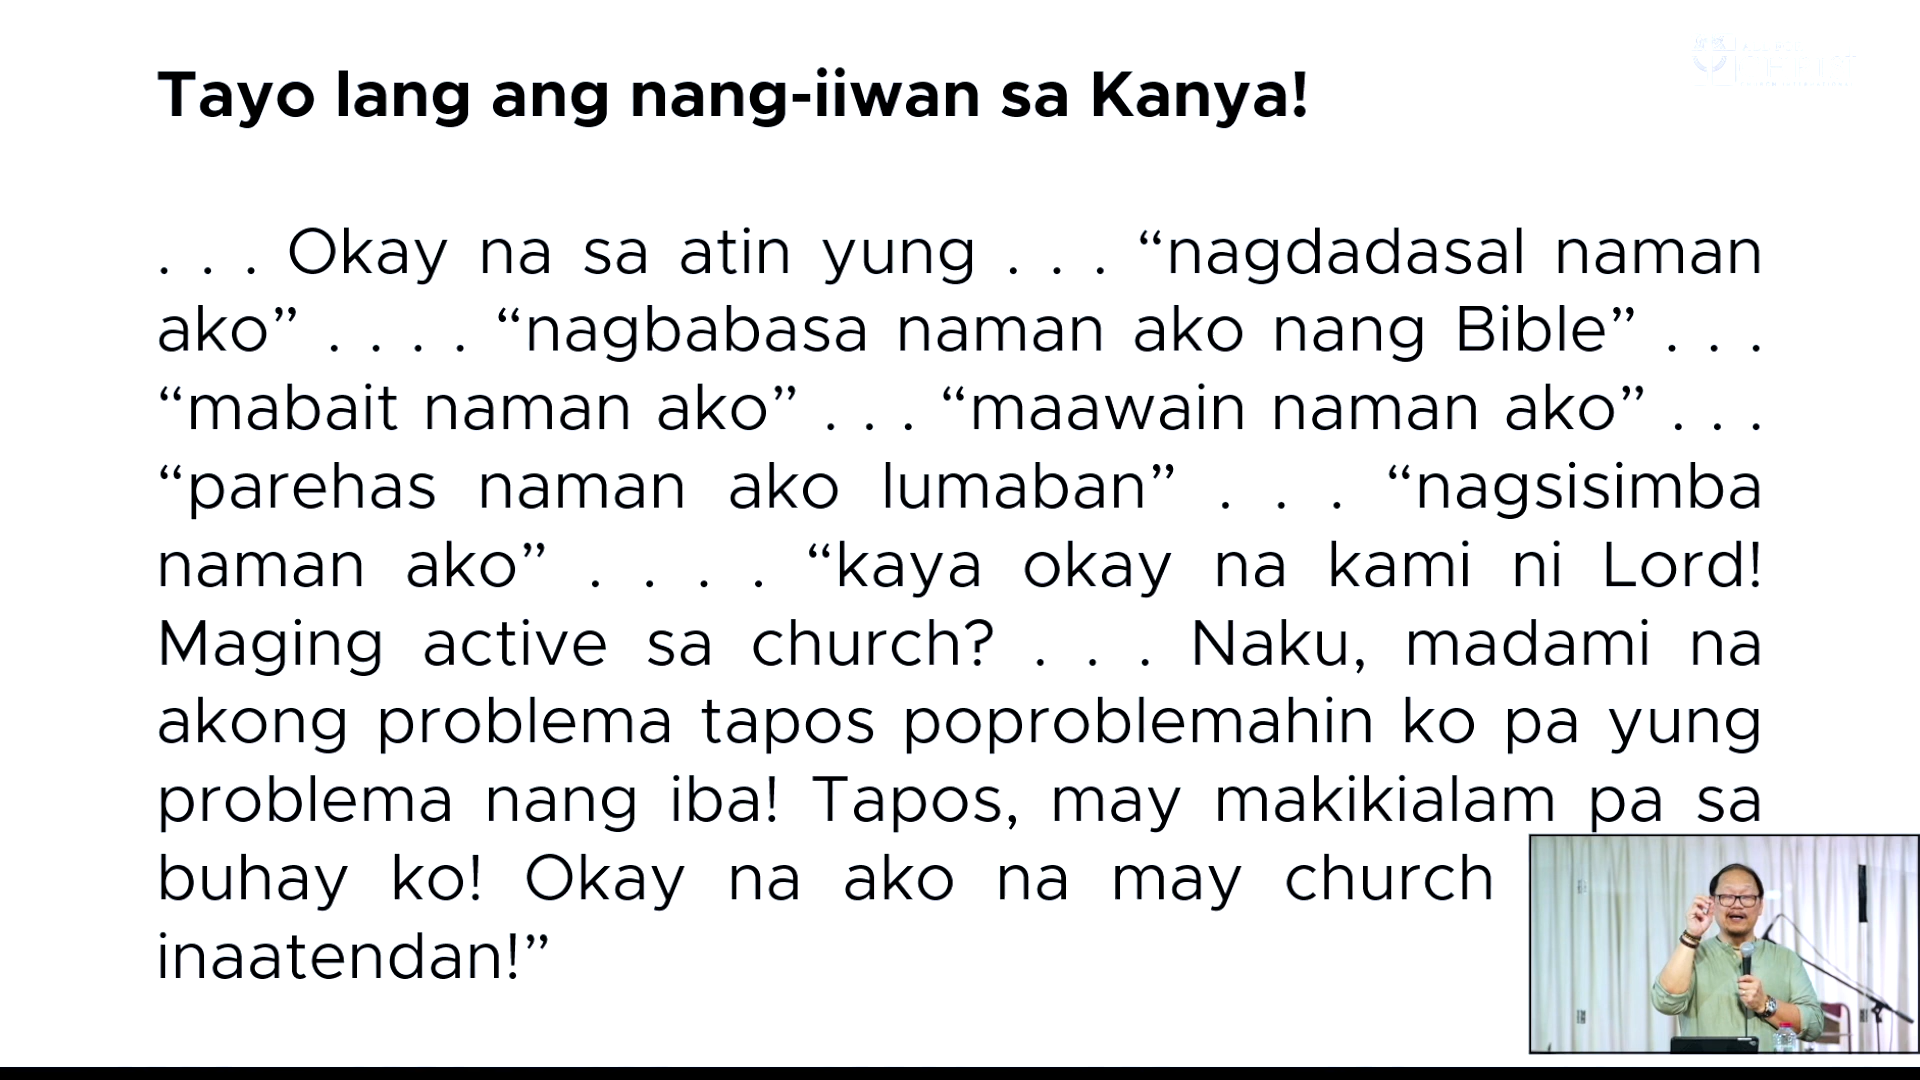 Tayo lang ang nang-iiwan sa Kanya!
. . . Okay na sa atin yung . . . “nagdadasal naman
ako” . . . . “nagbabasa naman ako nang Bible” . . .
“mabait naman ako” . . . “maawain naman ako” . . .
“parehas naman ako lumaban” . . . “nagsisimba
naman ako” . . . . “kaya okay na kami ni Lord!
Maging active sa church? . . . Naku, madami na
akong problema tapos poproblemahin ko pa yung
problema nang iba! Tapos, may makikialam pa sa
buhay ko! Okay na ako na may church
inaatendan!”